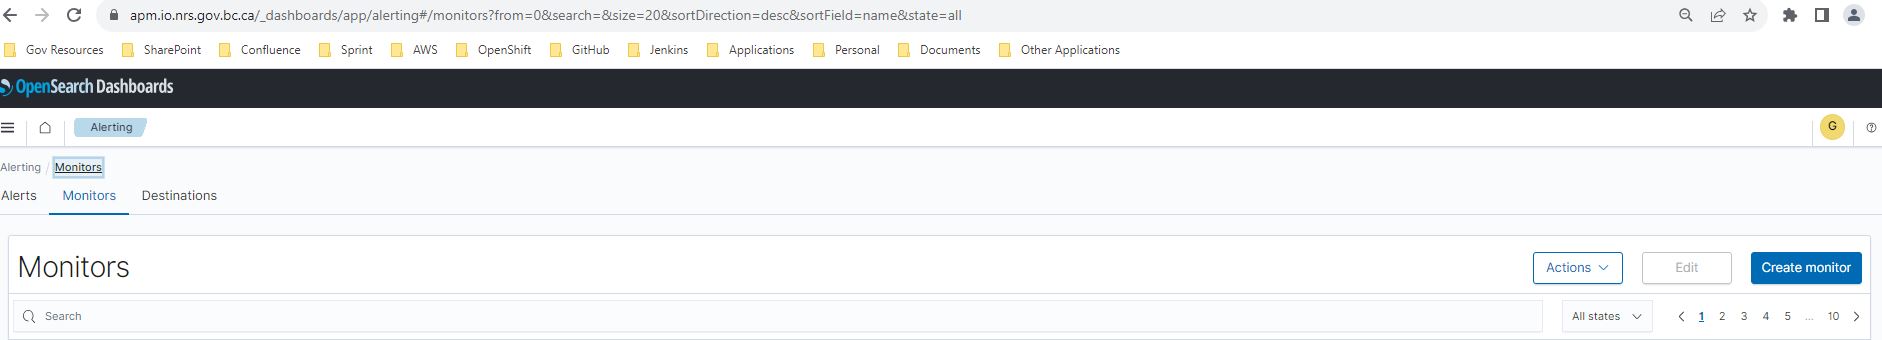 apm.io.nrs.gov.bc.ca/_dashboards/app/alerting#/monitors?from=0&search=&size=20&sortDirection=desc&sortField=name&state=all
Gov Resources SharePoint Confluence Sprint AWS OpenShift GitHub Jenkins Applications Personal Documents Other Applications
OpenSearch Dashboards
Alerting G
Alerting / Monitors
Alerts Monitors Destinations
Monitors Actions Edit Create monitor
Search All states < 1 2 3 4 5 ... 10 >